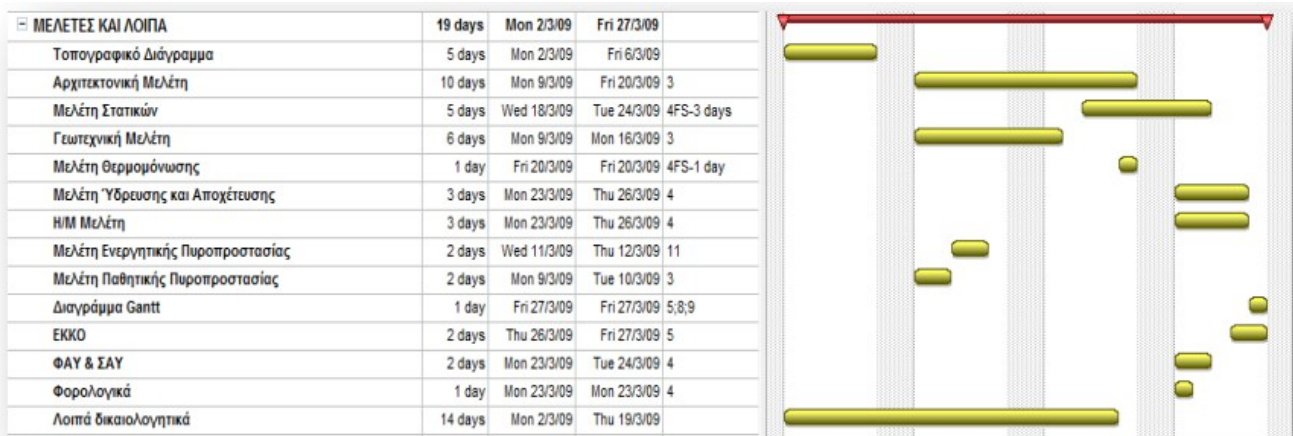 ΜΕΛΕΤΕΣ ΚΑΙ ΛΟΙΠΑ 19 days Mon 2/3/09 Fri 27/3/09
Τοπογραφικό Διάγραμμα 5 days Mon 2/3/09 Fri 6/3/09
Αρχιτεκτονική Μελέτη 10 days Mon 9/3/09 Fri 20/3/09 3
Μελέτη Στατικών 5 days Wed 18/3/09 Tue 24/3/09 4FS-3 days
Γεωτεχνική Μελέτη 6 days Mon 9/3/09 Mon 16/3/09 3
Μελέτη Θερμομόνωσης 1 day Fri 20/3/09 Fri 20/3/09 4FS-1 day
Μελέτη Ύδρευσης και Αποχέτευσης 3 days Mon 23/3/09 Thu 26/3/09 4
Η/Μ Μελέτη 3 days Mon 23/3/09 Thu 26/3/09 4
Μελέτη Ενεργητικής Πυροπροστασίας 2 days Wed 11/3/09 Thu 12/3/09 11
Μελέτη Παθητικής Πυροπροστασίας 2 days Mon 9/3/09 Tue 10/3/09 3
Διαγράμμα Gantt 1 day Fri 27/3/09 Fri 27/3/09 5;8;9
ΕΚΚΟ 2 days Thu 26/3/09 Fri 27/3/09 5
ΦΑΥ & ΣΑΥ 2 days Mon 23/3/09 Tue 24/3/09 4
Φορολογικά 1 day Mon 23/3/09 Mon 23/3/09 4
Λοιπά δικαιολογητικά 14 days Mon 2/3/09 Thu 19/3/09